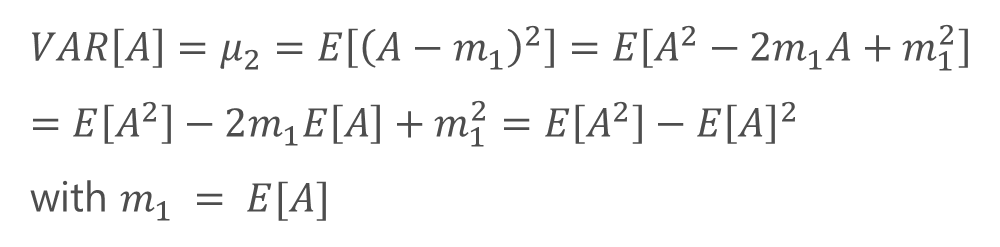 VAR[A] = μ₂ = E[(A − m₁)²] = E[A² − 2m₁A + m₁²]
= E[A²] − 2m₁E[A] + m₁² = E[A²] − E[A]²
with m₁ = E[A]